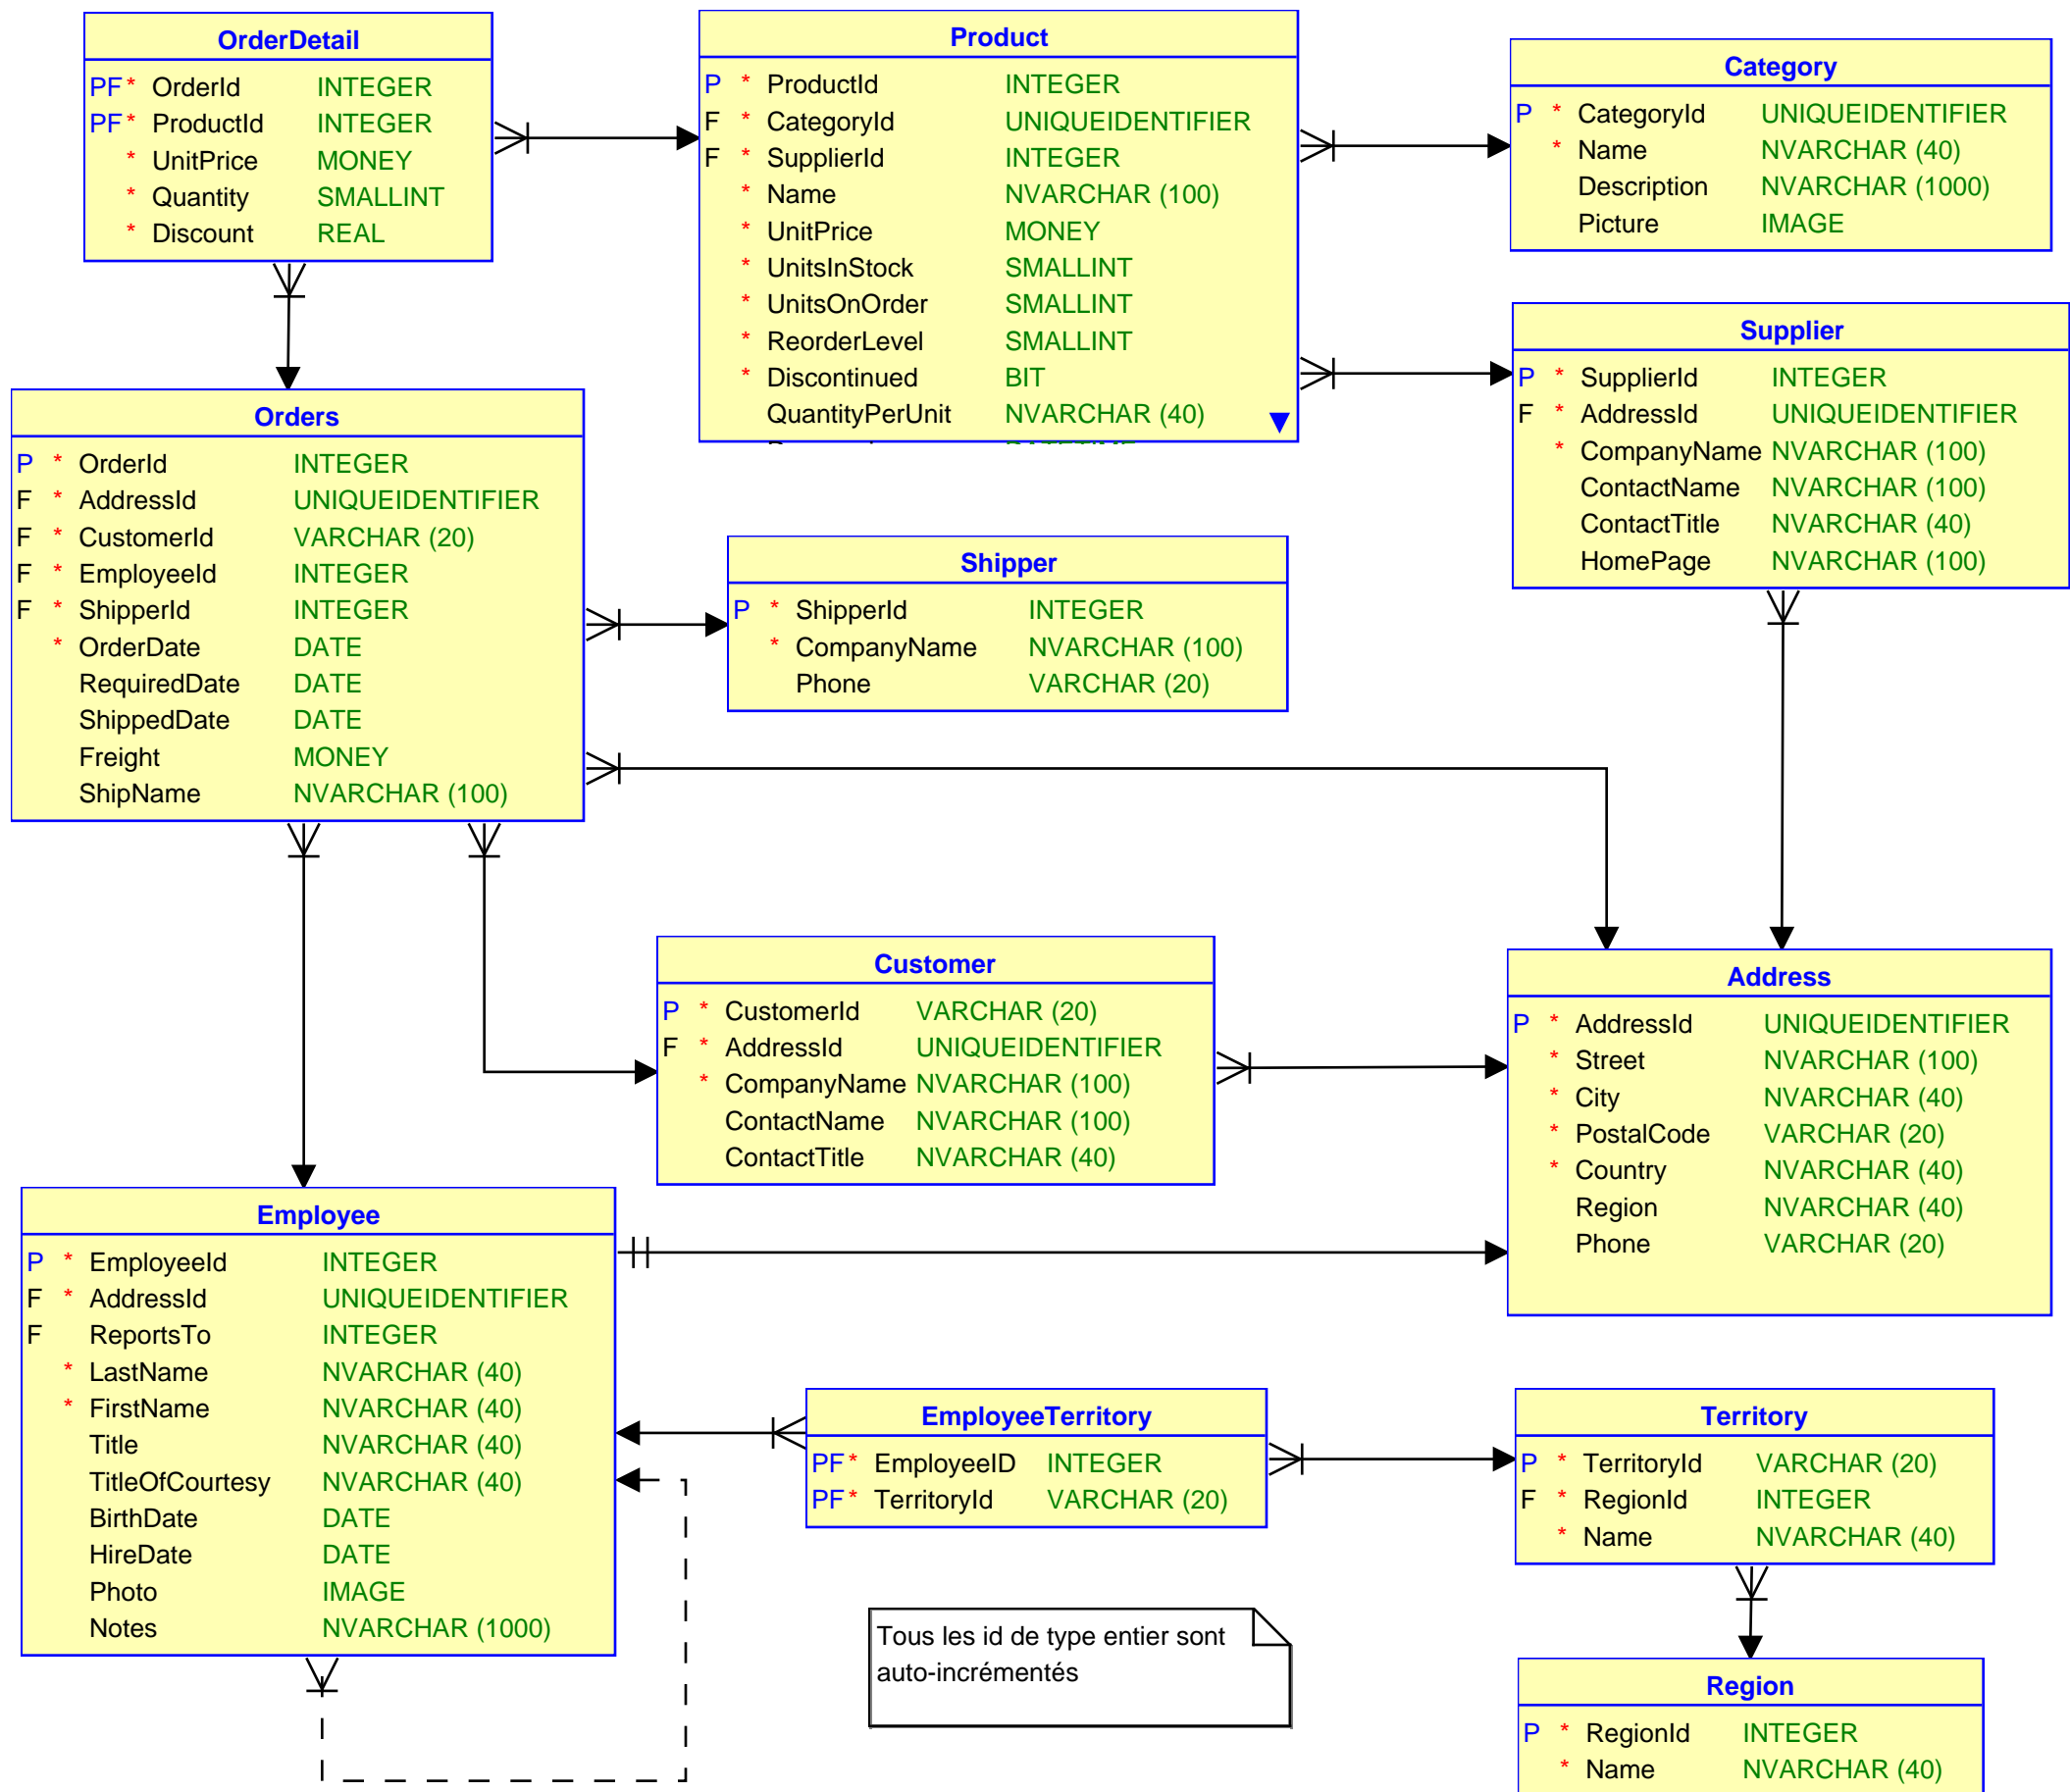 OrderDetail
PF * OrderId INTEGER
PF * ProductId INTEGER
* UnitPrice MONEY
* Quantity SMALLINT
* Discount REAL
Product
P * ProductId INTEGER
F * CategoryId UNIQUEIDENTIFIER
F * SupplierId INTEGER
* Name NVARCHAR (100)
* UnitPrice MONEY
* UnitsInStock SMALLINT
* UnitsOnOrder SMALLINT
* ReorderLevel SMALLINT
* Discontinued BIT
QuantityPerUnit NVARCHAR (40)
Category
P * CategoryId UNIQUEIDENTIFIER
* Name NVARCHAR (40)
Description NVARCHAR (1000)
Picture IMAGE
Supplier
P * SupplierId INTEGER
F * AddressId UNIQUEIDENTIFIER
* CompanyName NVARCHAR (100)
ContactName NVARCHAR (100)
ContactTitle NVARCHAR (40)
HomePage NVARCHAR (100)
Orders
P * OrderId INTEGER
F * AddressId UNIQUEIDENTIFIER
F * CustomerId VARCHAR (20)
F * EmployeeId INTEGER
F * ShipperId INTEGER
* OrderDate DATE
RequiredDate DATE
ShippedDate DATE
Freight MONEY
ShipName NVARCHAR (100)
Shipper
P * ShipperId INTEGER
* CompanyName NVARCHAR (100)
Phone VARCHAR (20)
Customer
P * CustomerId VARCHAR (20)
F * AddressId UNIQUEIDENTIFIER
* CompanyName NVARCHAR (100)
ContactName NVARCHAR (100)
ContactTitle NVARCHAR (40)
Address
P * AddressId UNIQUEIDENTIFIER
* Street NVARCHAR (100)
* City NVARCHAR (40)
* PostalCode VARCHAR (20)
* Country NVARCHAR (40)
Region NVARCHAR (40)
Phone VARCHAR (20)
Employee
P * EmployeeId INTEGER
F * AddressId UNIQUEIDENTIFIER
F ReportsTo INTEGER
* LastName NVARCHAR (40)
* FirstName NVARCHAR (40)
Title NVARCHAR (40)
TitleOfCourtesy NVARCHAR (40)
BirthDate DATE
HireDate DATE
Photo IMAGE
Notes NVARCHAR (1000)
EmployeeTerritory
PF * EmployeeID INTEGER
PF * TerritoryId VARCHAR (20)
Territory
P * TerritoryId VARCHAR (20)
F * RegionId INTEGER
* Name NVARCHAR (40)
Tous les id de type entier sont
auto-incrémentés
Region
P * RegionId INTEGER
* Name NVARCHAR (40)